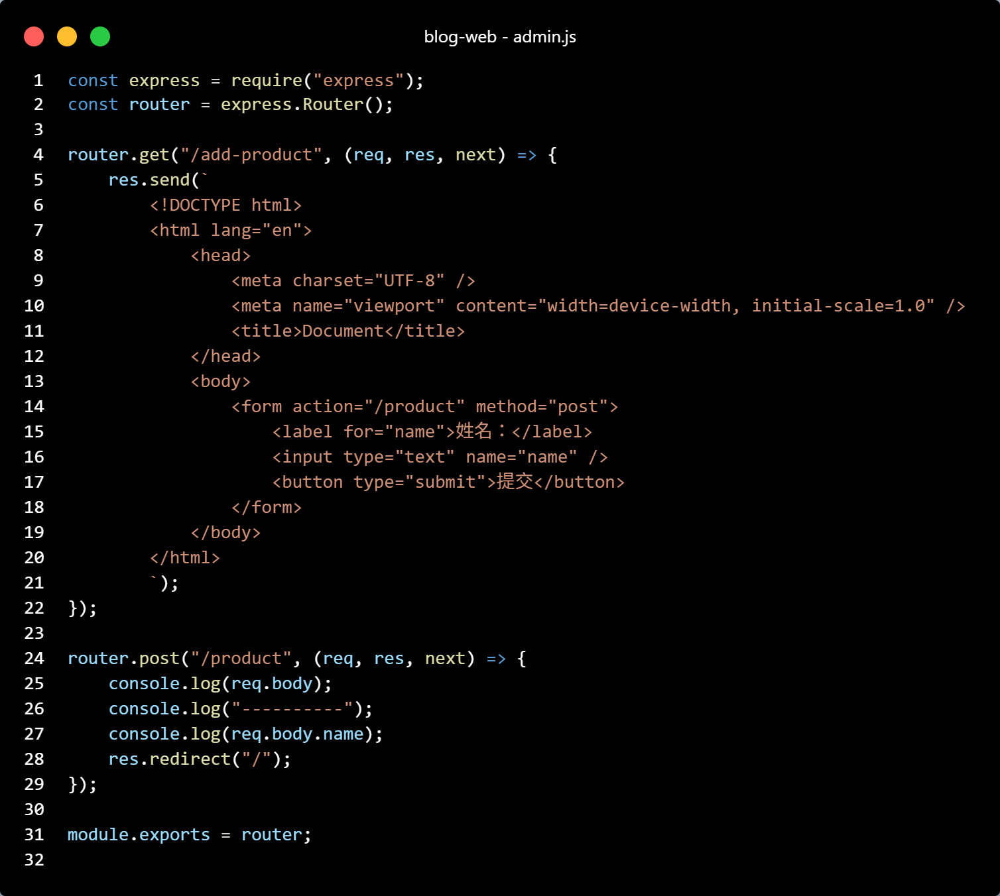 blog-web - admin.js
1 const express = require("express");
2 const router = express.Router();
3
4 router.get("/add-product", (req, res, next) => {
5     res.send(`
6         <!DOCTYPE html>
7         <html lang="en">
8             <head>
9                 <meta charset="UTF-8" />
10                 <meta name="viewport" content="width=device-width, initial-scale=1.0" />
11                 <title>Document</title>
12             </head>
13             <body>
14                 <form action="/product" method="post">
15                     <label for="name">姓名：</label>
16                     <input type="text" name="name" />
17                     <button type="submit">提交</button>
18                 </form>
19             </body>
20         </html>
21         `);
22 });
23
24 router.post("/product", (req, res, next) => {
25     console.log(req.body);
26     console.log("----------");
27     console.log(req.body.name);
28     res.redirect("/");
29 });
30
31 module.exports = router;
32